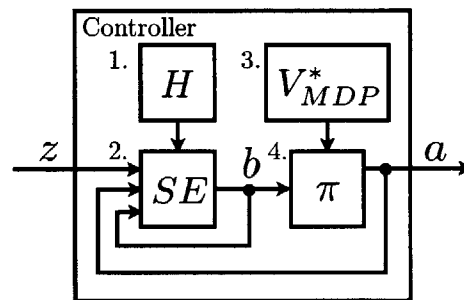 Controller
1. H
3. V*MDP
z
2. SE
b
4. π
a